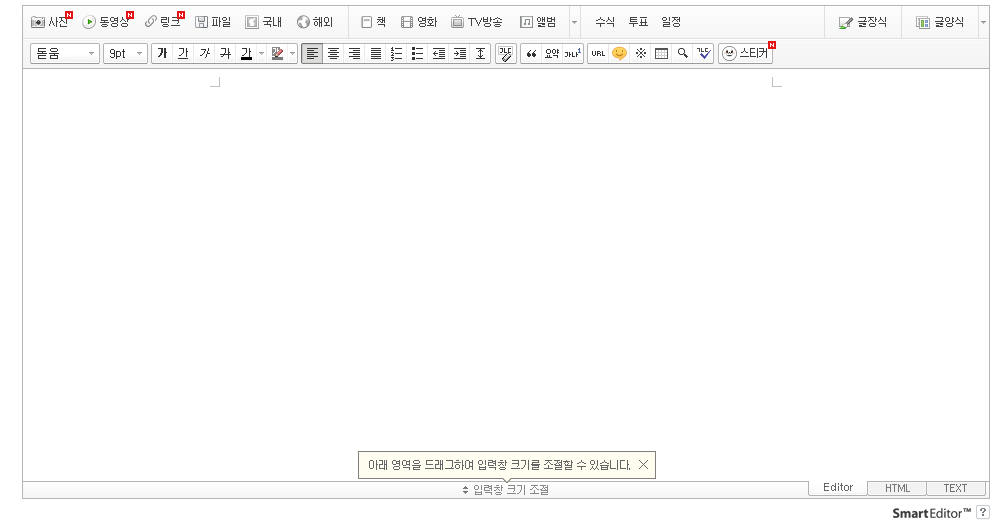 사진 N 동영상 N 링크 N 파일 국내 해외 책 영화 TV방송 앨범 수식 투표 일정 글장식 글양식
돋움 9pt 가 가 가 가 가 요약 가나1 URL ※ 스티커 N
아래 영역을 드래그하여 입력창 크기를 조절할 수 있습니다.
입력창 크기 조절 Editor HTML TEXT
SmartEditor™ ?